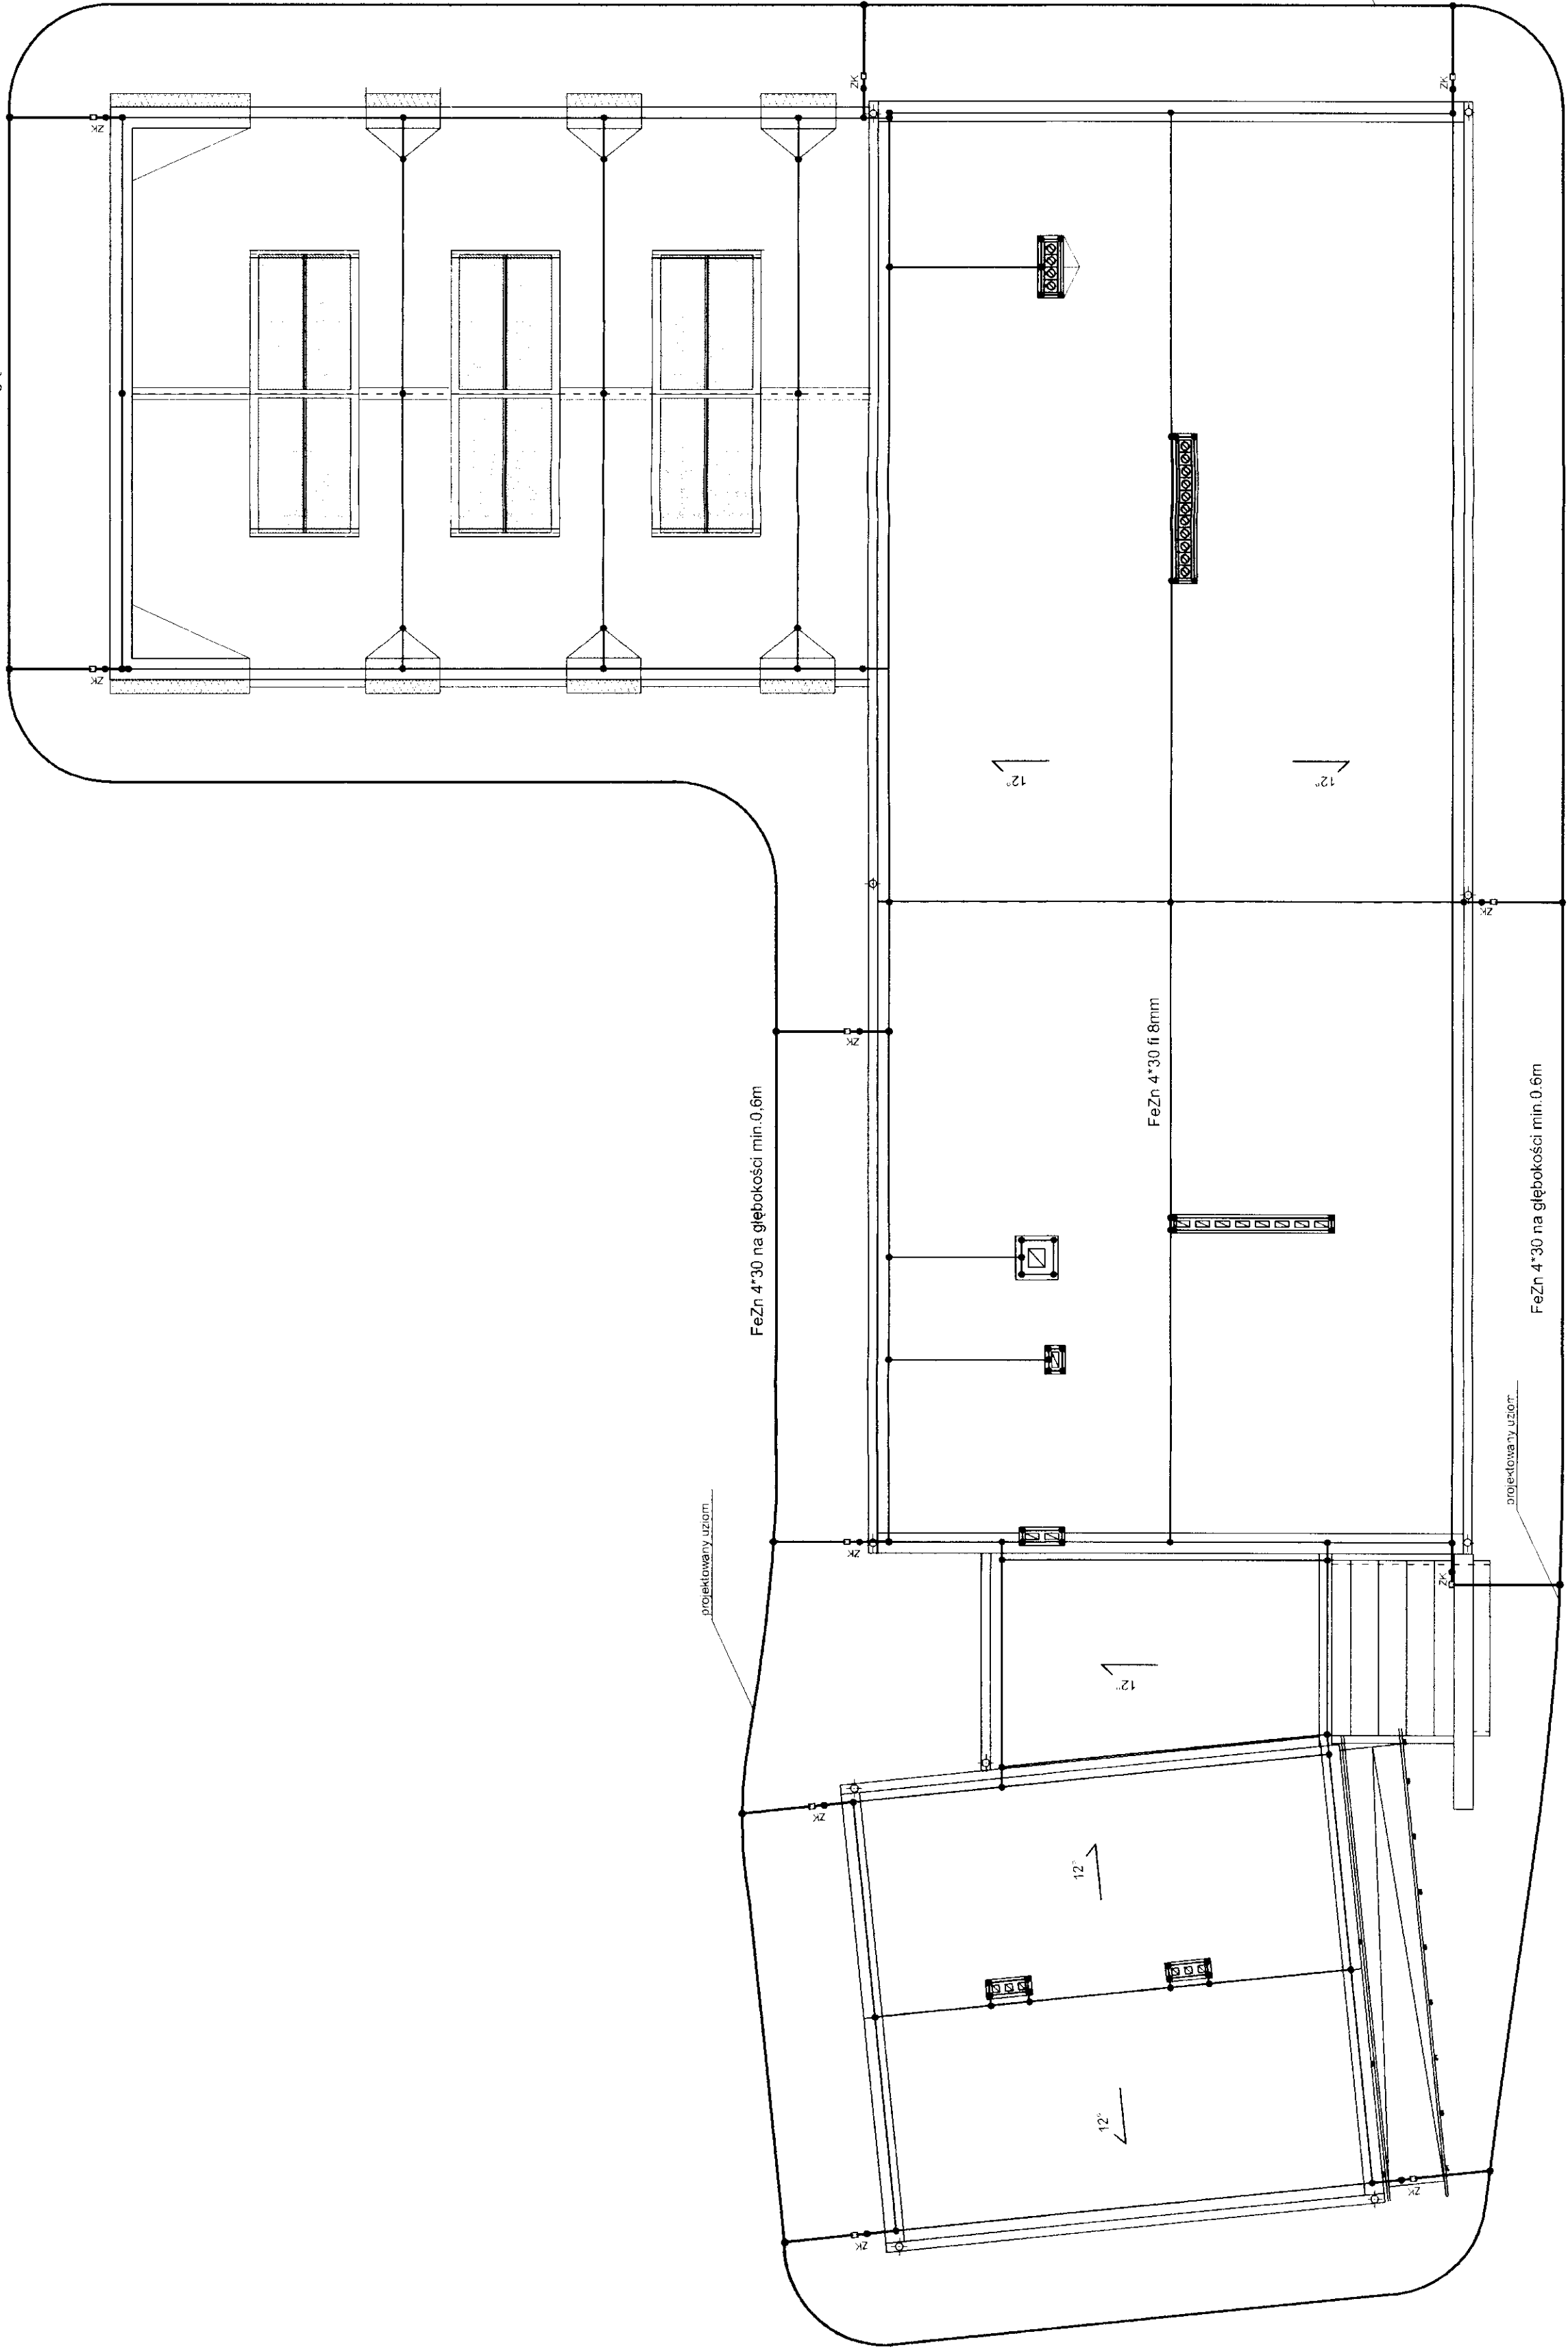 ZK
ZK
ZK
ZK
12°
12°
ZK
FeZn 4*30 fi 8mm
ZK
FeZn 4*30 na głębokości min.0,6m
FeZn 4*30 na głębokości min.0.6m
projektowany uziom
projektowany uziom
ZK
ZK
12°
ZK
12°
12°
ZK
ZK